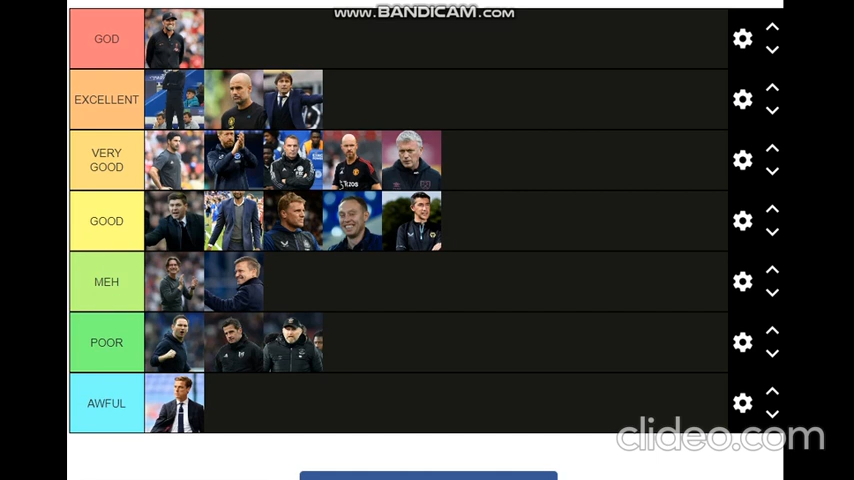 WWW.BANDICAM.COM
GOD
EXCELLENT
VERY
GOOD
GOOD
MEH
POOR
AWFUL
clideo.com